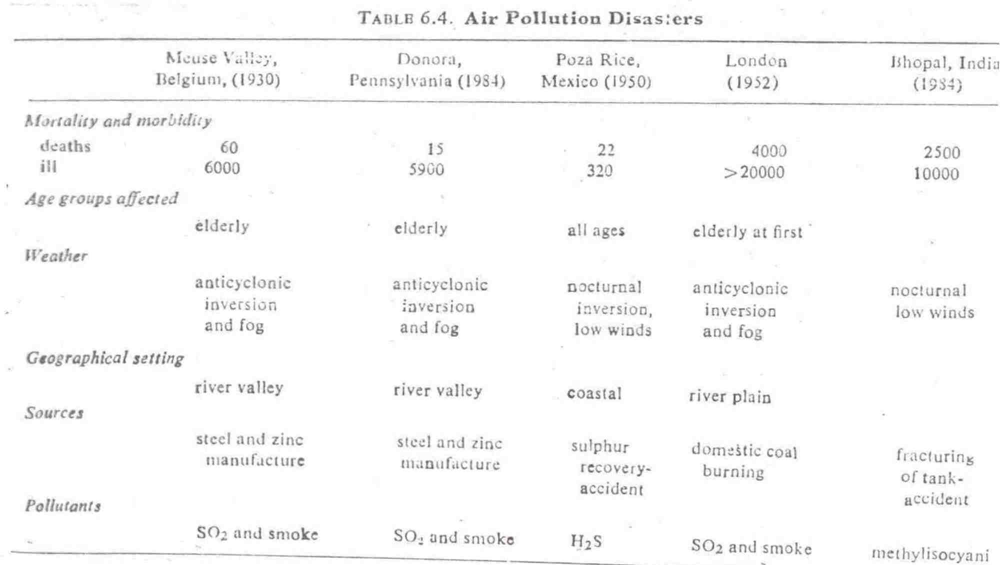 TABLE 6.4. Air Pollution Disasters
Meuse Valley, Donora, Poza Rice, London Bhopal, India
Belgium, (1930) Pennsylvania (1984) Mexico (1950) (1952) (1984)
Mortality and morbidity
deaths 60 15 22 4000 2500
ill 6000 5900 320 >20000 10000
Age groups affected
elderly elderly all ages elderly at first
Weather
anticyclonic anticyclonic nocturnal anticyclonic nocturnal
inversion inversion inversion, inversion low winds
and fog and fog low winds and fog
Geographical setting
river valley river valley coastal river plain
Sources
steel and zinc steel and zinc sulphur domestic coal fracturing
manufacture manufacture recovery- burning of tank-
accident accident
Pollutants
SO2 and smoke SO2 and smoke H2S SO2 and smoke methylisocyani